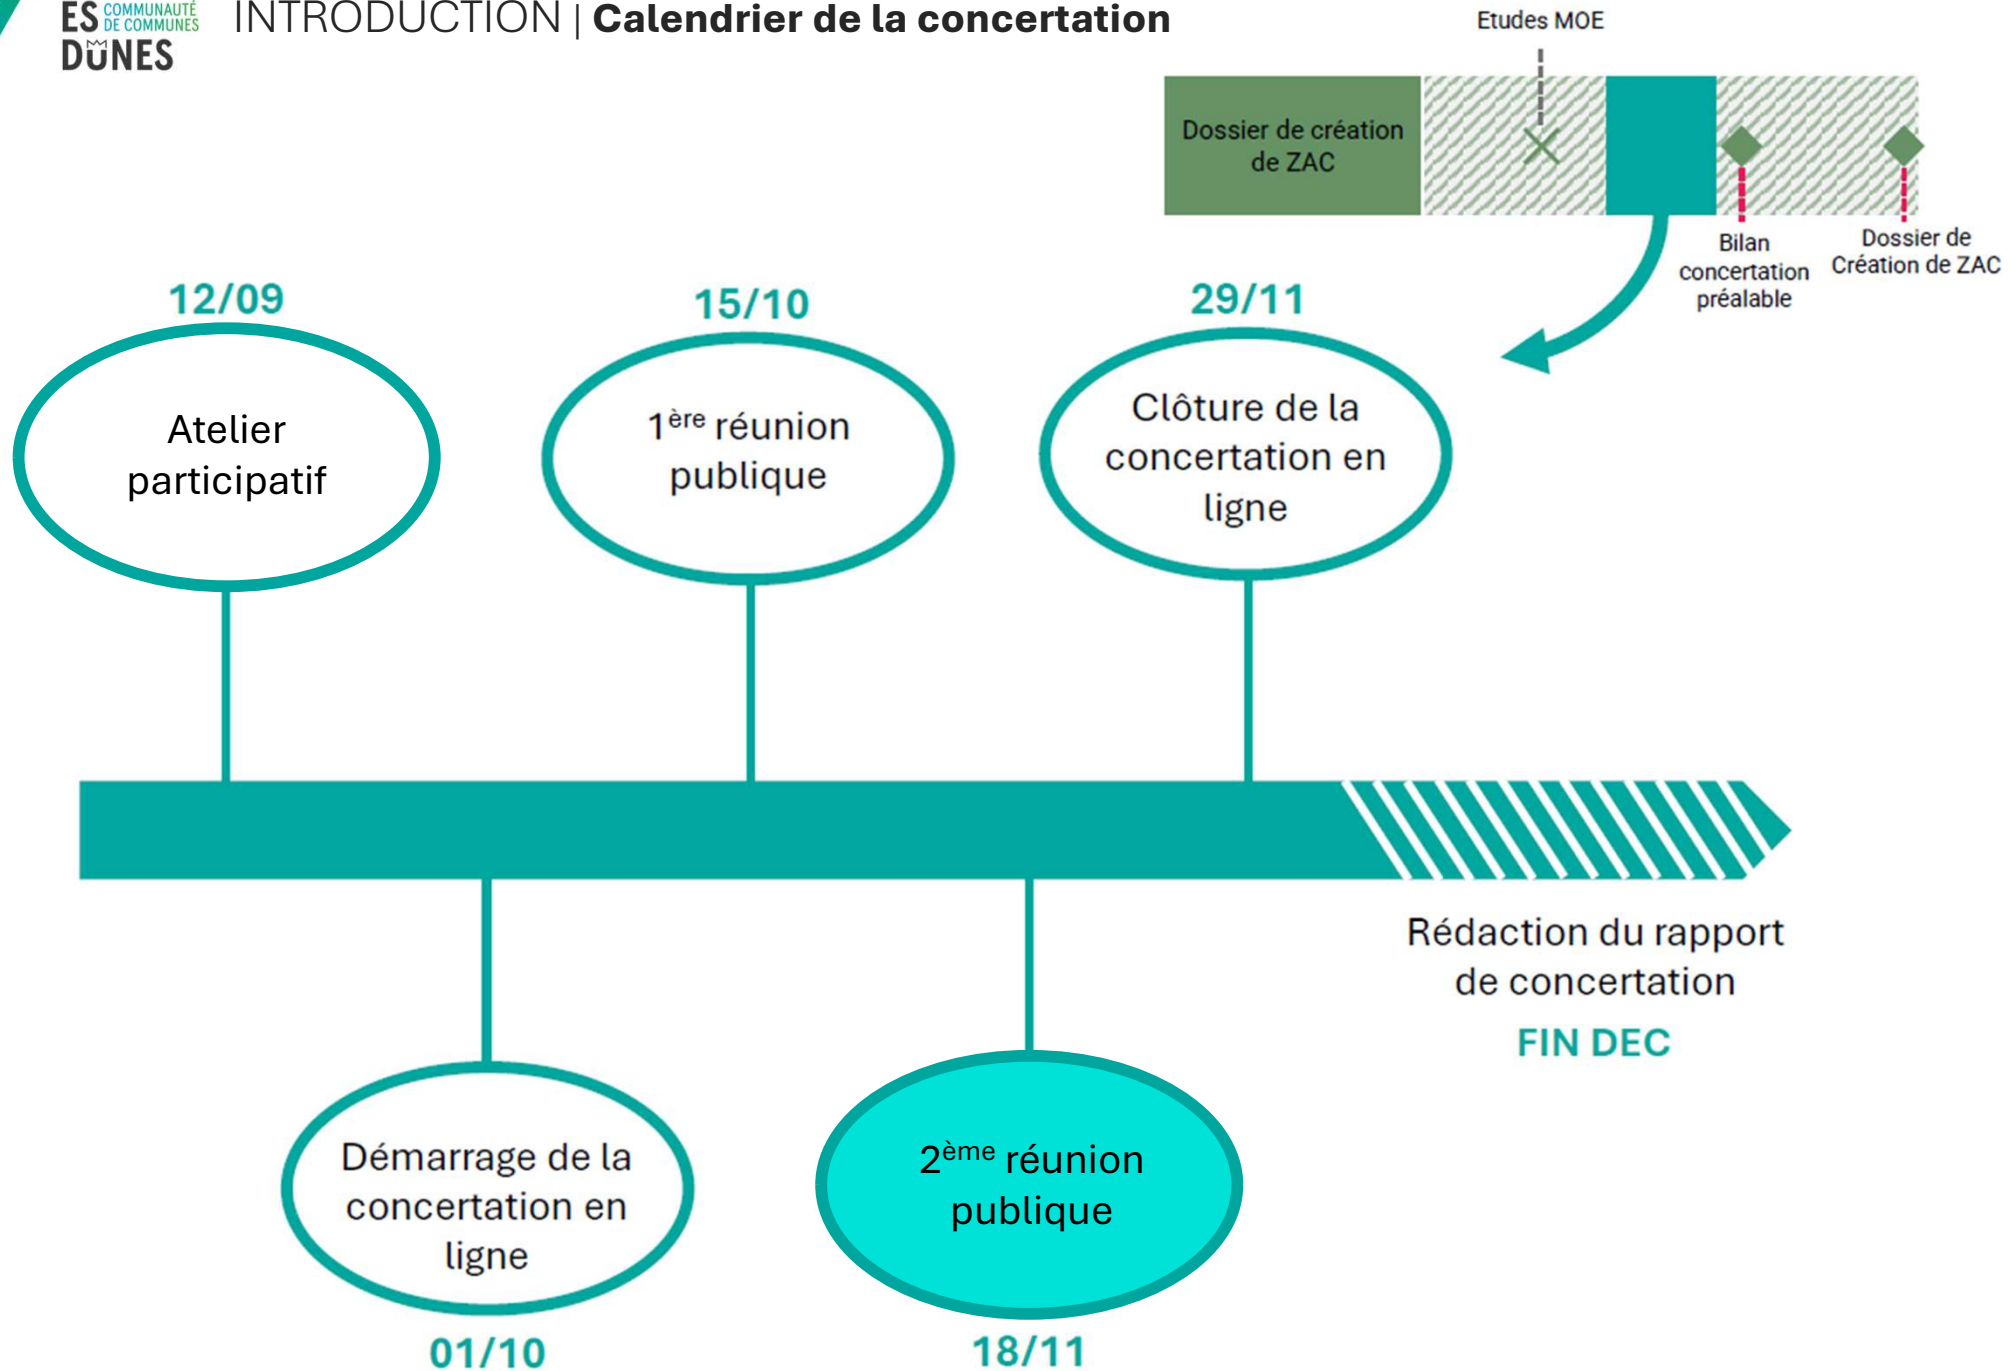 ES COMMUNAUTÉ
DE COMMUNES
DUNES
INTRODUCTION | Calendrier de la concertation
Etudes MOE
Dossier de création
de ZAC
Bilan
concertation
préalable
Dossier de
Création de ZAC
12/09
Atelier
participatif
15/10
1ère réunion
publique
29/11
Clôture de la
concertation en
ligne
Rédaction du rapport
de concertation
FIN DEC
Démarrage de la
concertation en
ligne
01/10
2ème réunion
publique
18/11